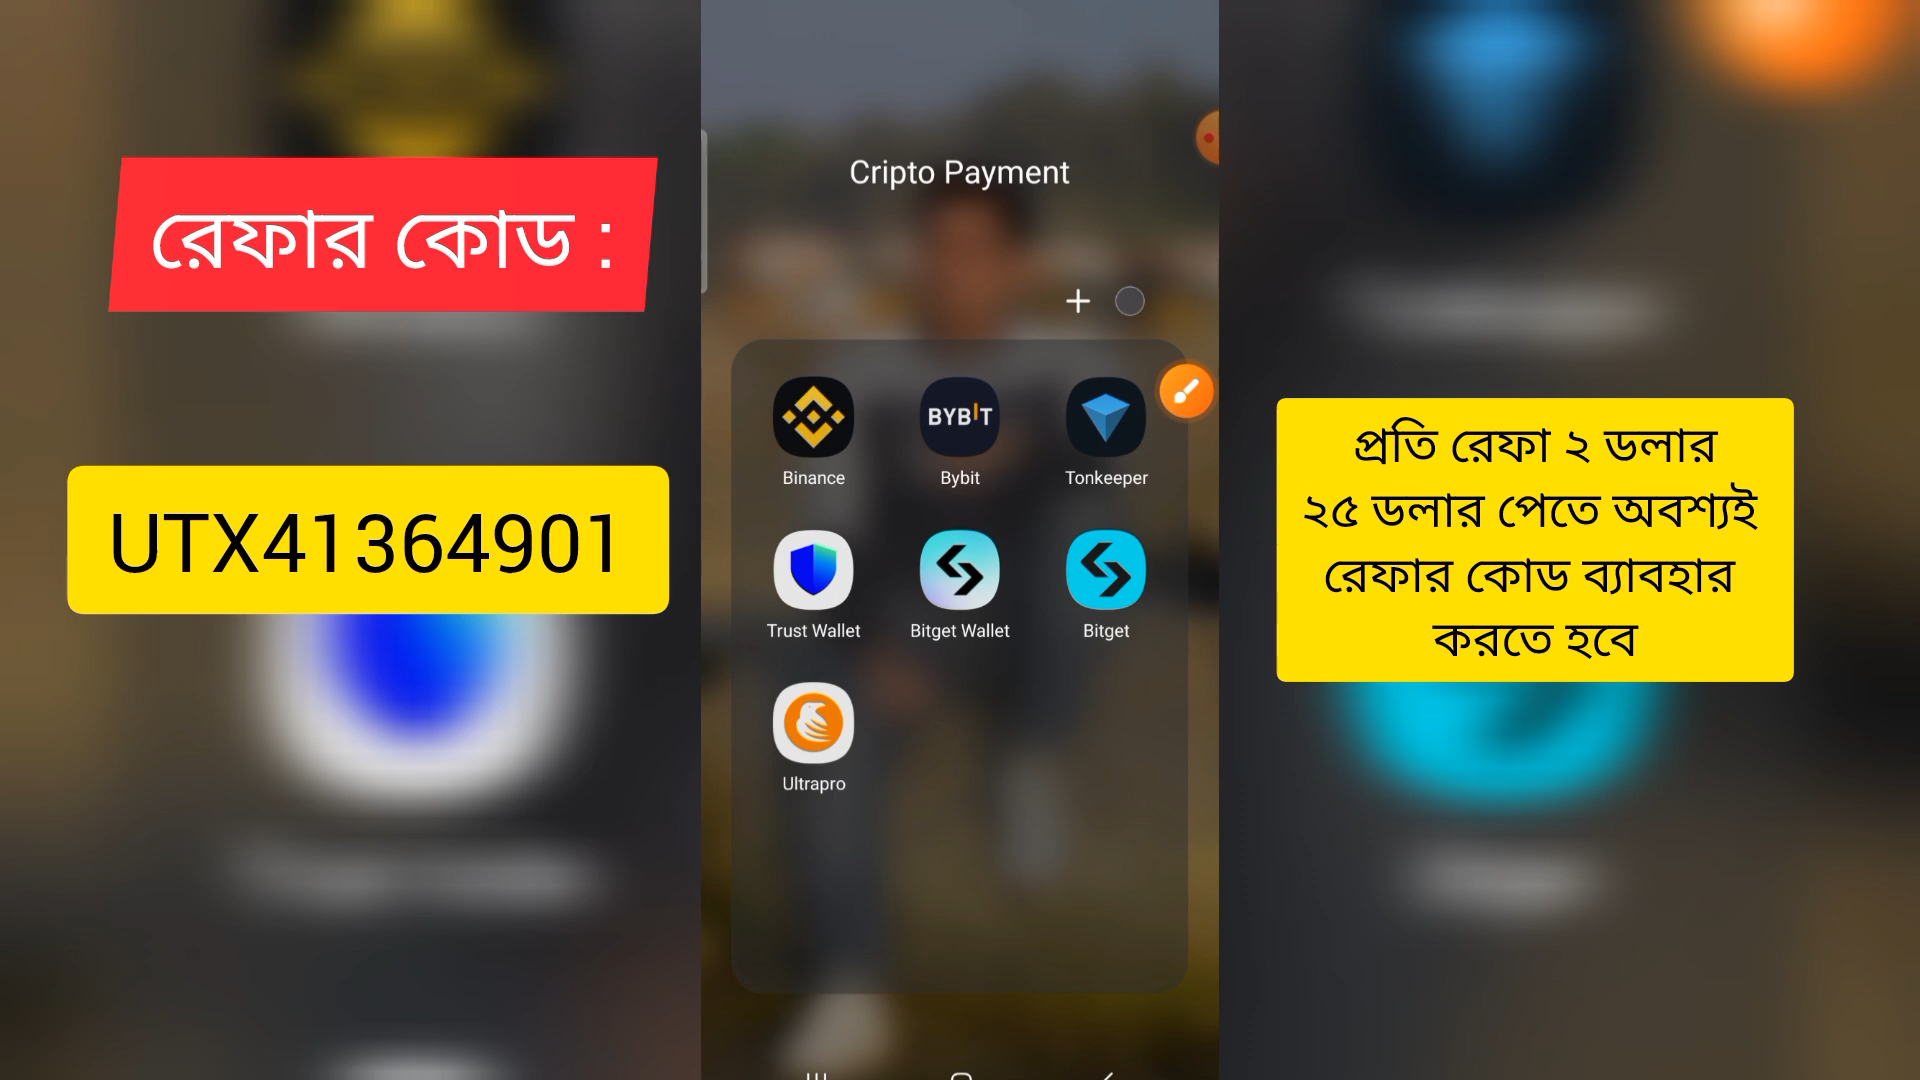 রেফার কোড :
UTX41364901
Cripto Payment
BYBIT
Binance
Bybit
Tonkeeper
Trust Wallet
Bitget Wallet
Bitget
Ultrapro
প্রতি রেফা ২ ডলার
২৫ ডলার পেতে অবশ্যই
রেফার কোড ব্যাবহার
করতে হবে